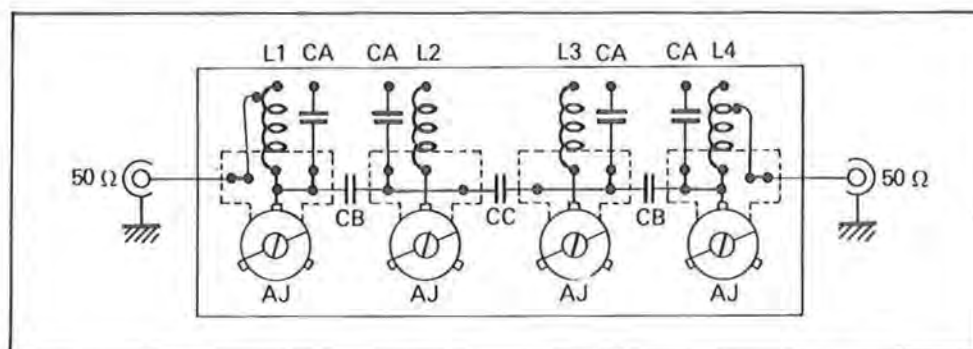 L1 CA CA L2 L3 CA CA L4
50 Ω 50 Ω
CB CC CB
AJ AJ AJ AJ